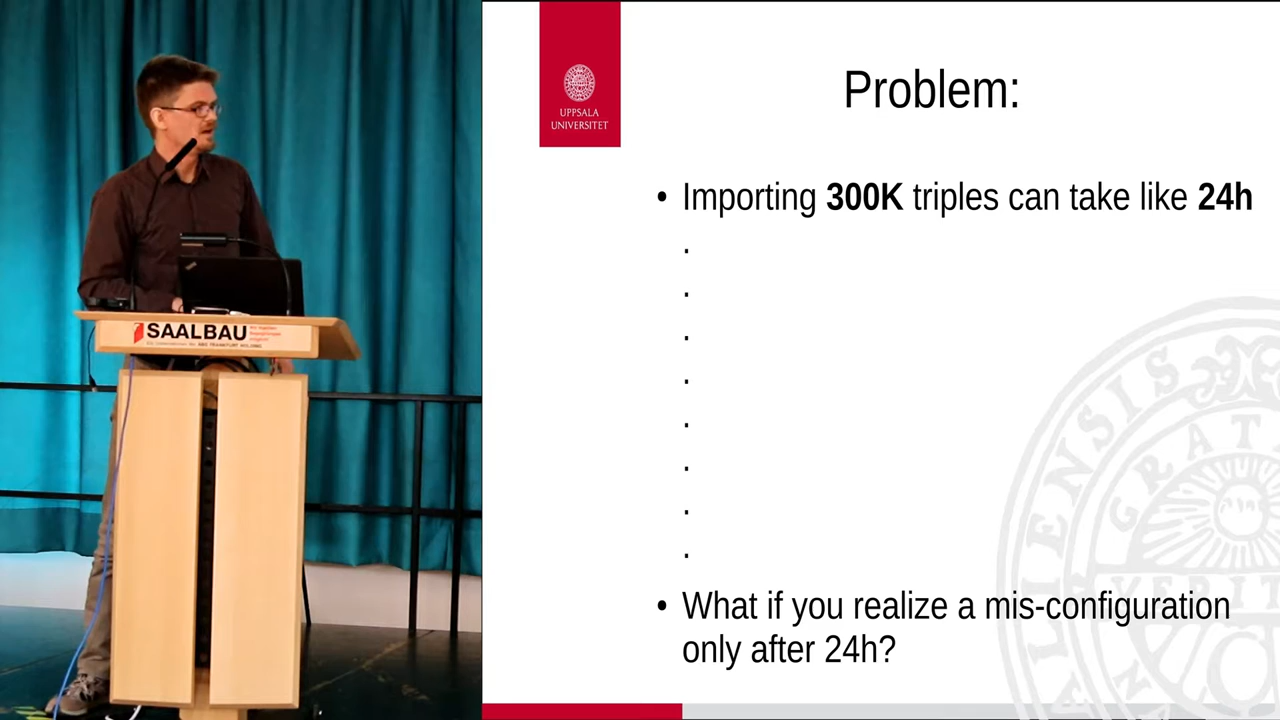 SAALBAU
UPPSALA
UNIVERSITET
Problem:
• Importing 300K triples can take like 24h
.
.
.
.
.
.
.
.
• What if you realize a mis-configuration
only after 24h?